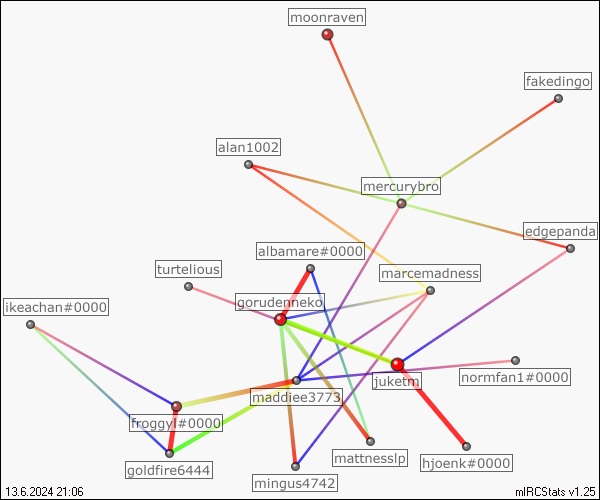 moonraven
fakedingo
alan1002
mercurybro
edgepanda
albamare#0000
turtelious
marcemadness
gorudenneko
ikeachan#0000
juketm
normfan1#0000
maddiee3773
froggyl#0000
mattnesslp
hjoenk#0000
goldfire6444
mingus4742
13.6.2024 21:06
mIRCStats v1.25